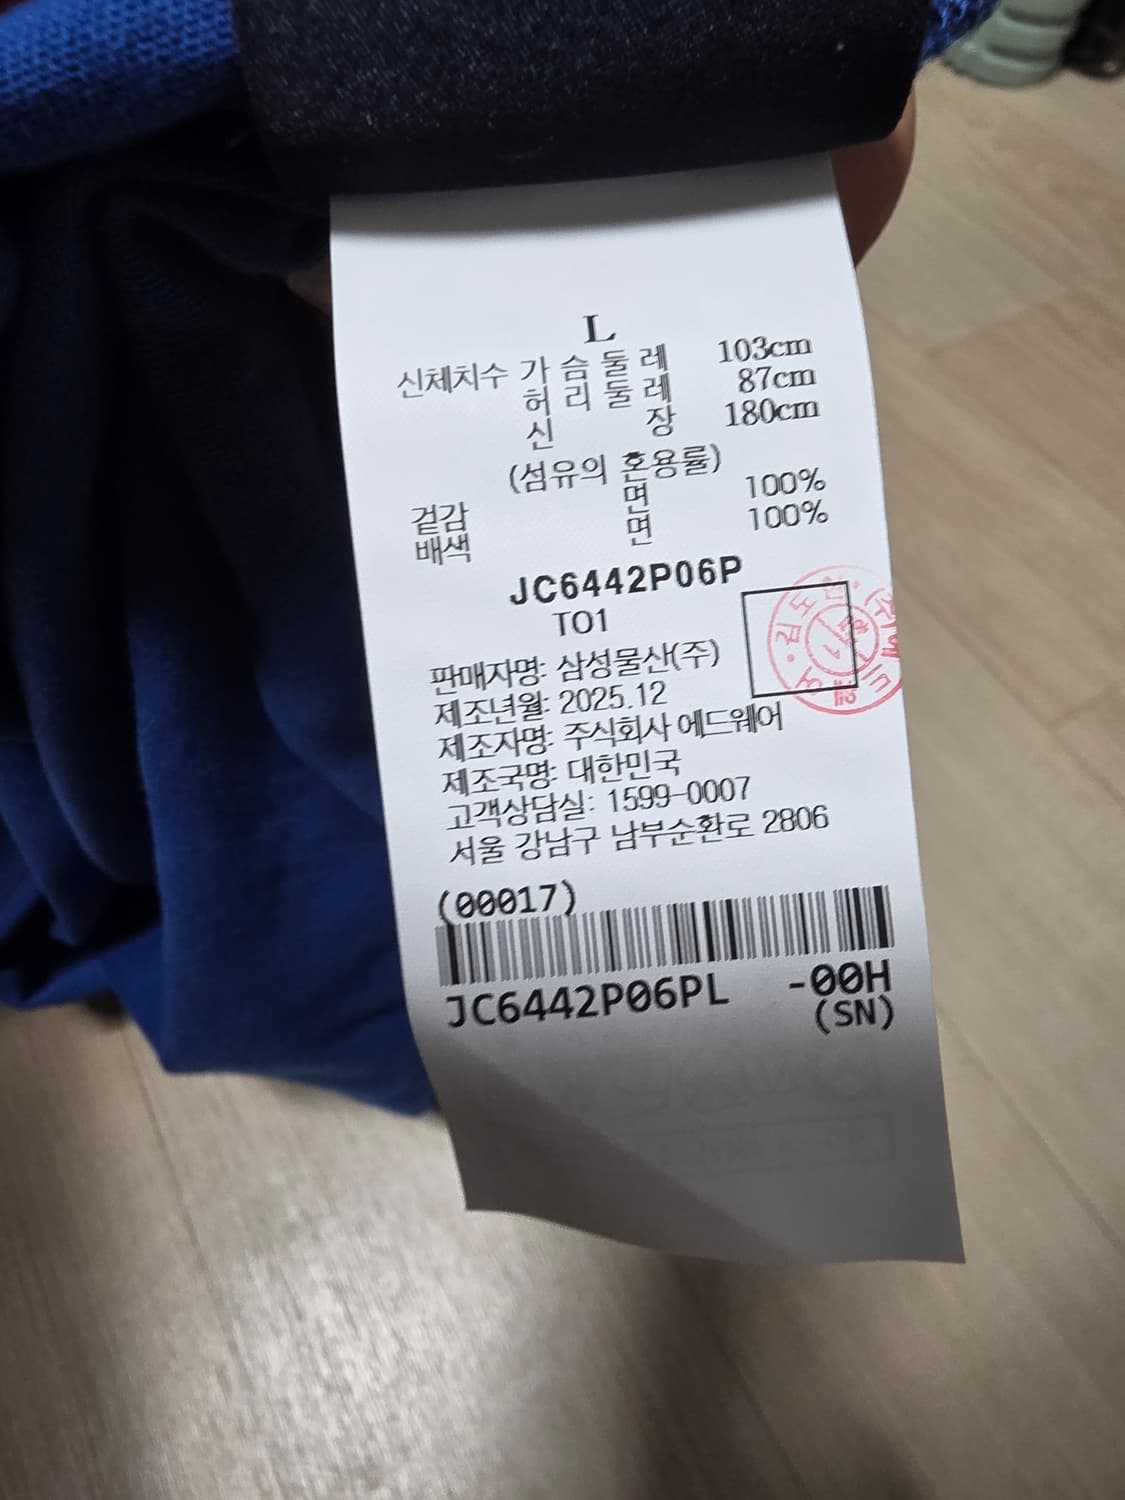 L
신체치수 가슴둘레 103cm
허리둘레 87cm
신장 180cm
(섬유의 혼용률)
겉감 면 100%
배색 면 100%
JC6442P06P
TO1
판매자명: 삼성물산(주)
제조년월: 2025.12
제조자명: 주식회사 에드웨어
제조국명: 대한민국
고객상담실: 1599-0007
서울 강남구 남부순환로 2806
(00017)
JC6442P06PL -00H
(SN)